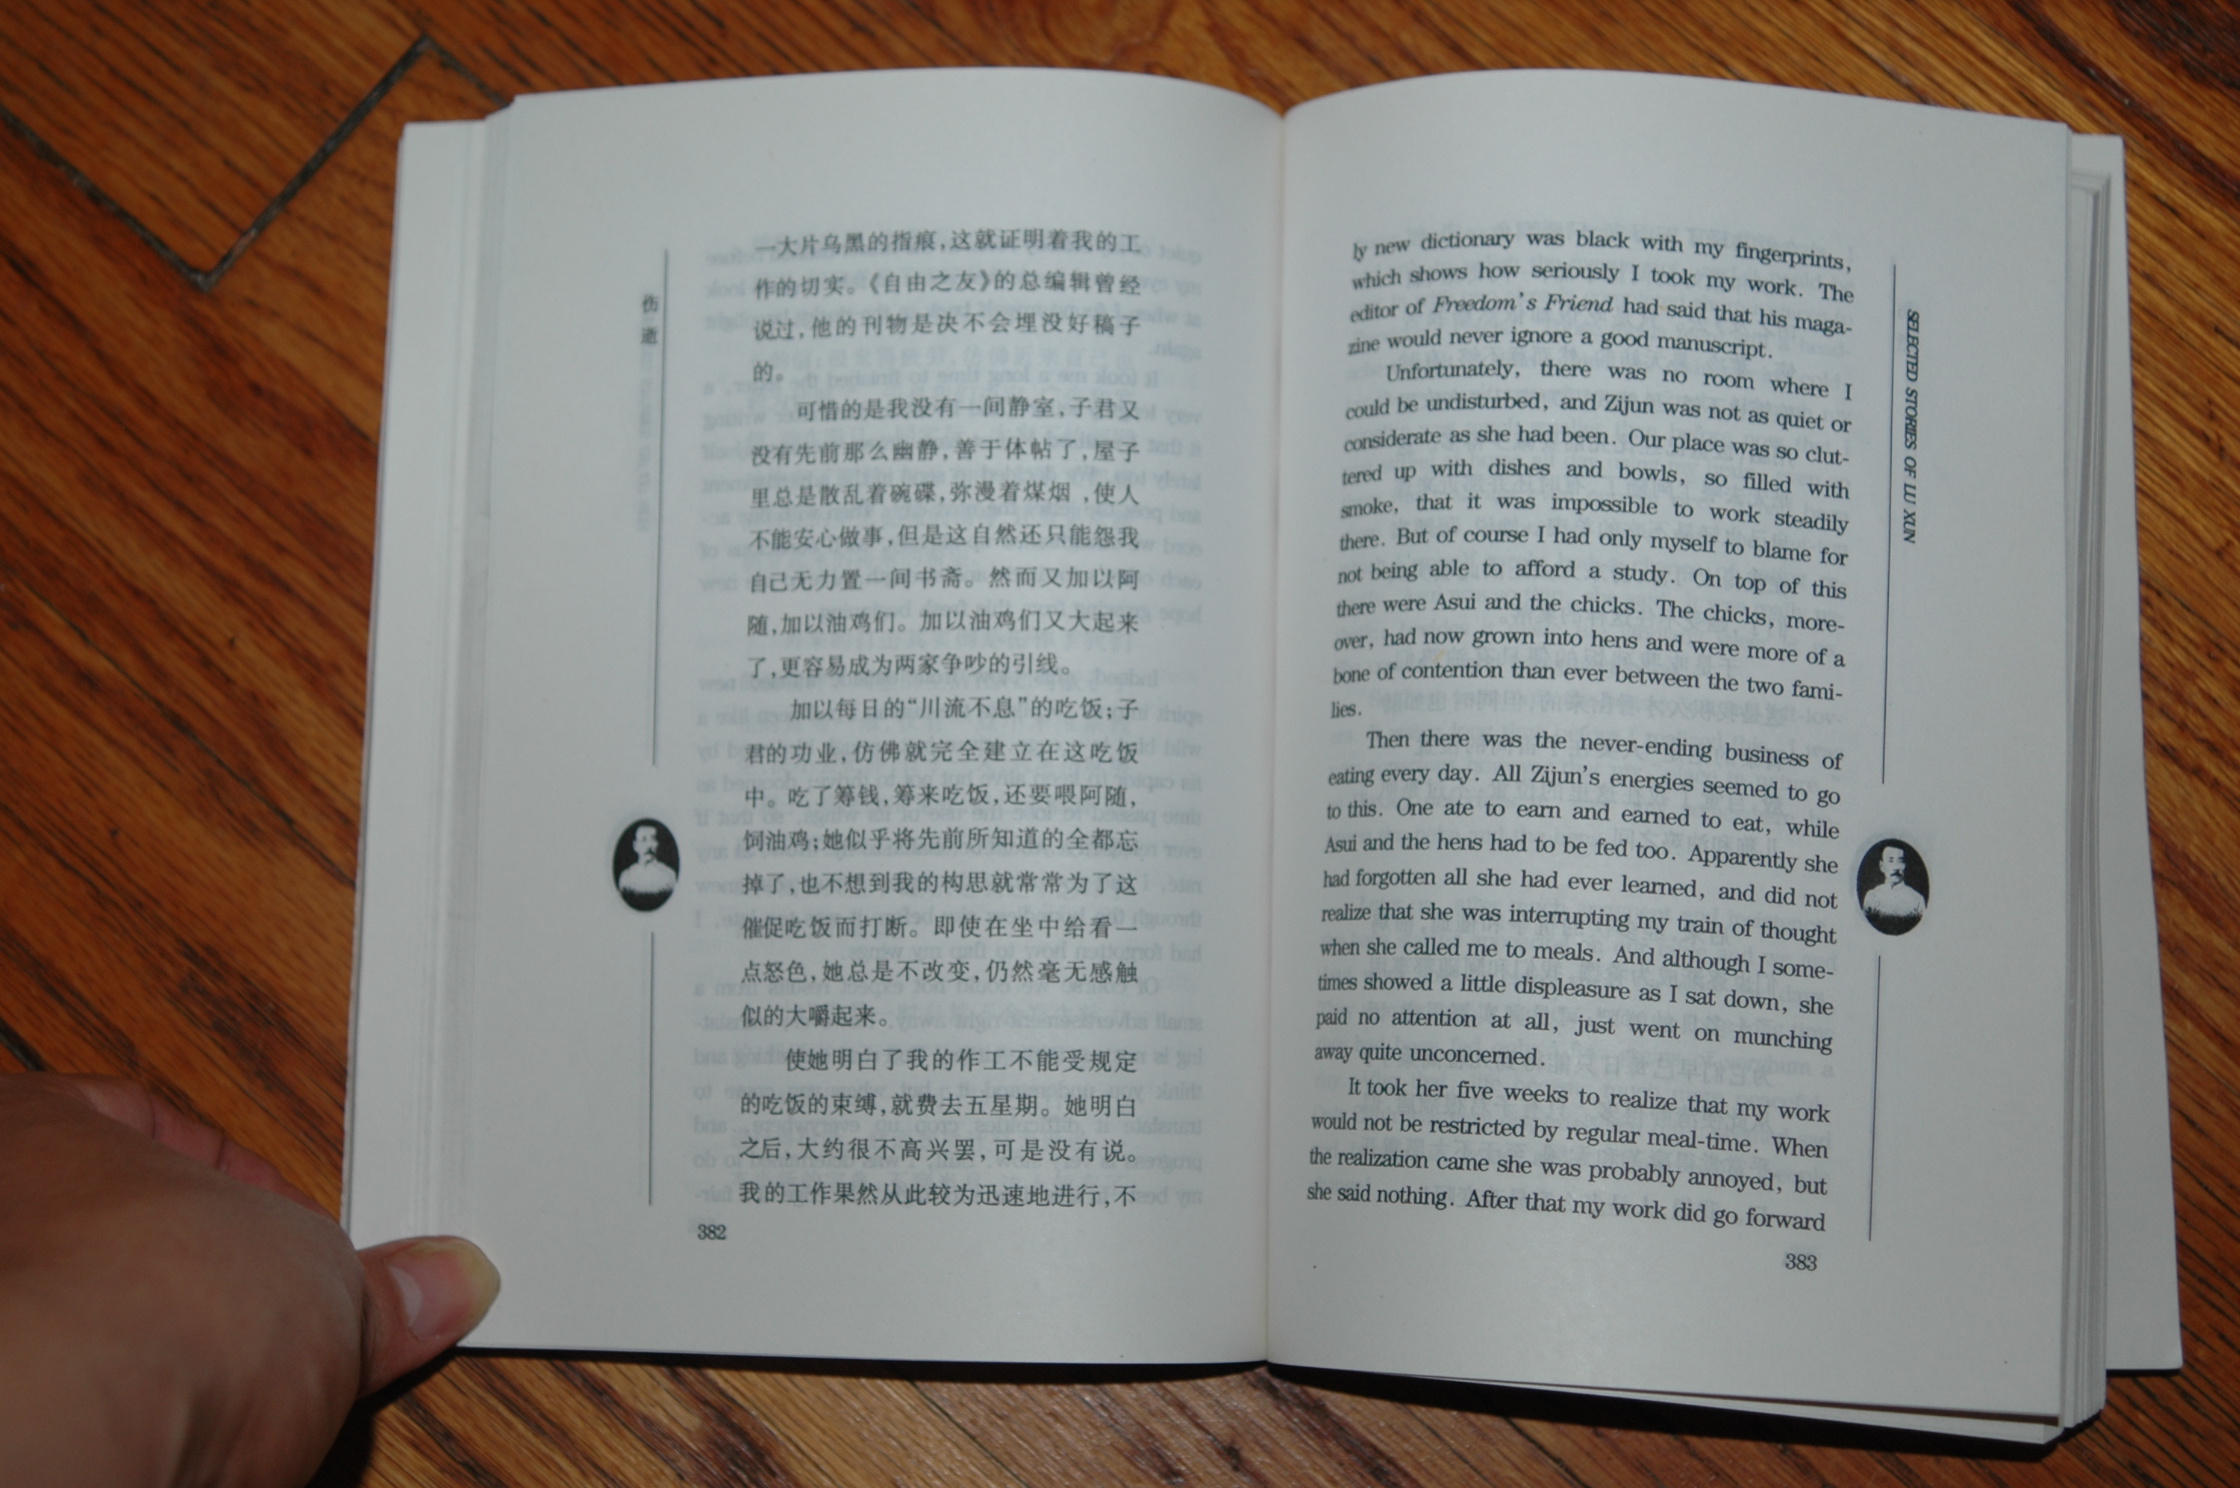 伤逝
一大片乌黑的指痕,这就证明着我的工
作的切实。《自由之友》的总编辑曾经
说过,他的刊物是决不会埋没好稿子
的。
可惜的是我没有一间静室,子君又
没有先前那么幽静,善于体帖了,屋子
里总是散乱着碗碟,弥漫着煤烟,使人
不能安心做事,但是这自然还只能怨我
自己无力置一间书斋。然而又加以阿
随,加以油鸡们。加以油鸡们又大起来
了,更容易成为两家争吵的引线。
加以每日的“川流不息”的吃饭;子
君的功业,仿佛就完全建立在这吃饭
中。吃了筹钱,筹来吃饭,还要喂阿随,
饲油鸡;她似乎将先前所知道的全都忘
掉了,也不想到我的构思就常常为了这
催促吃饭而打断。即使在坐中给看一
点怒色,她总是不改变,仍然毫无感触
似的大嚼起来。
使她明白了我的作工不能受规定
的吃饭的束缚,就费去五星期。她明白
之后,大约很不高兴罢,可是没有说。
我的工作果然从此较为迅速地进行,不
382
ly new dictionary was black with my fingerprints,
which shows how seriously I took my work. The
editor of Freedom's Friend had said that his maga-
zine would never ignore a good manuscript.
Unfortunately, there was no room where I
could be undisturbed, and Zijun was not as quiet or
considerate as she had been. Our place was so clut-
tered up with dishes and bowls, so filled with
smoke, that it was impossible to work steadily
there. But of course I had only myself to blame for
not being able to afford a study. On top of this
there were Asui and the chicks. The chicks, more-
over, had now grown into hens and were more of a
bone of contention than ever between the two fami-
lies.
Then there was the never-ending business of
eating every day. All Zijun's energies seemed to go
to this. One ate to earn and earned to eat, while
Asui and the hens had to be fed too. Apparently she
had forgotten all she had ever learned, and did not
realize that she was interrupting my train of thought
when she called me to meals. And although I some-
times showed a little displeasure as I sat down, she
paid no attention at all, just went on munching
away quite unconcerned.
It took her five weeks to realize that my work
would not be restricted by regular meal-time. When
the realization came she was probably annoyed, but
she said nothing. After that my work did go forward
383
SELECTED STORIES OF LU XUN